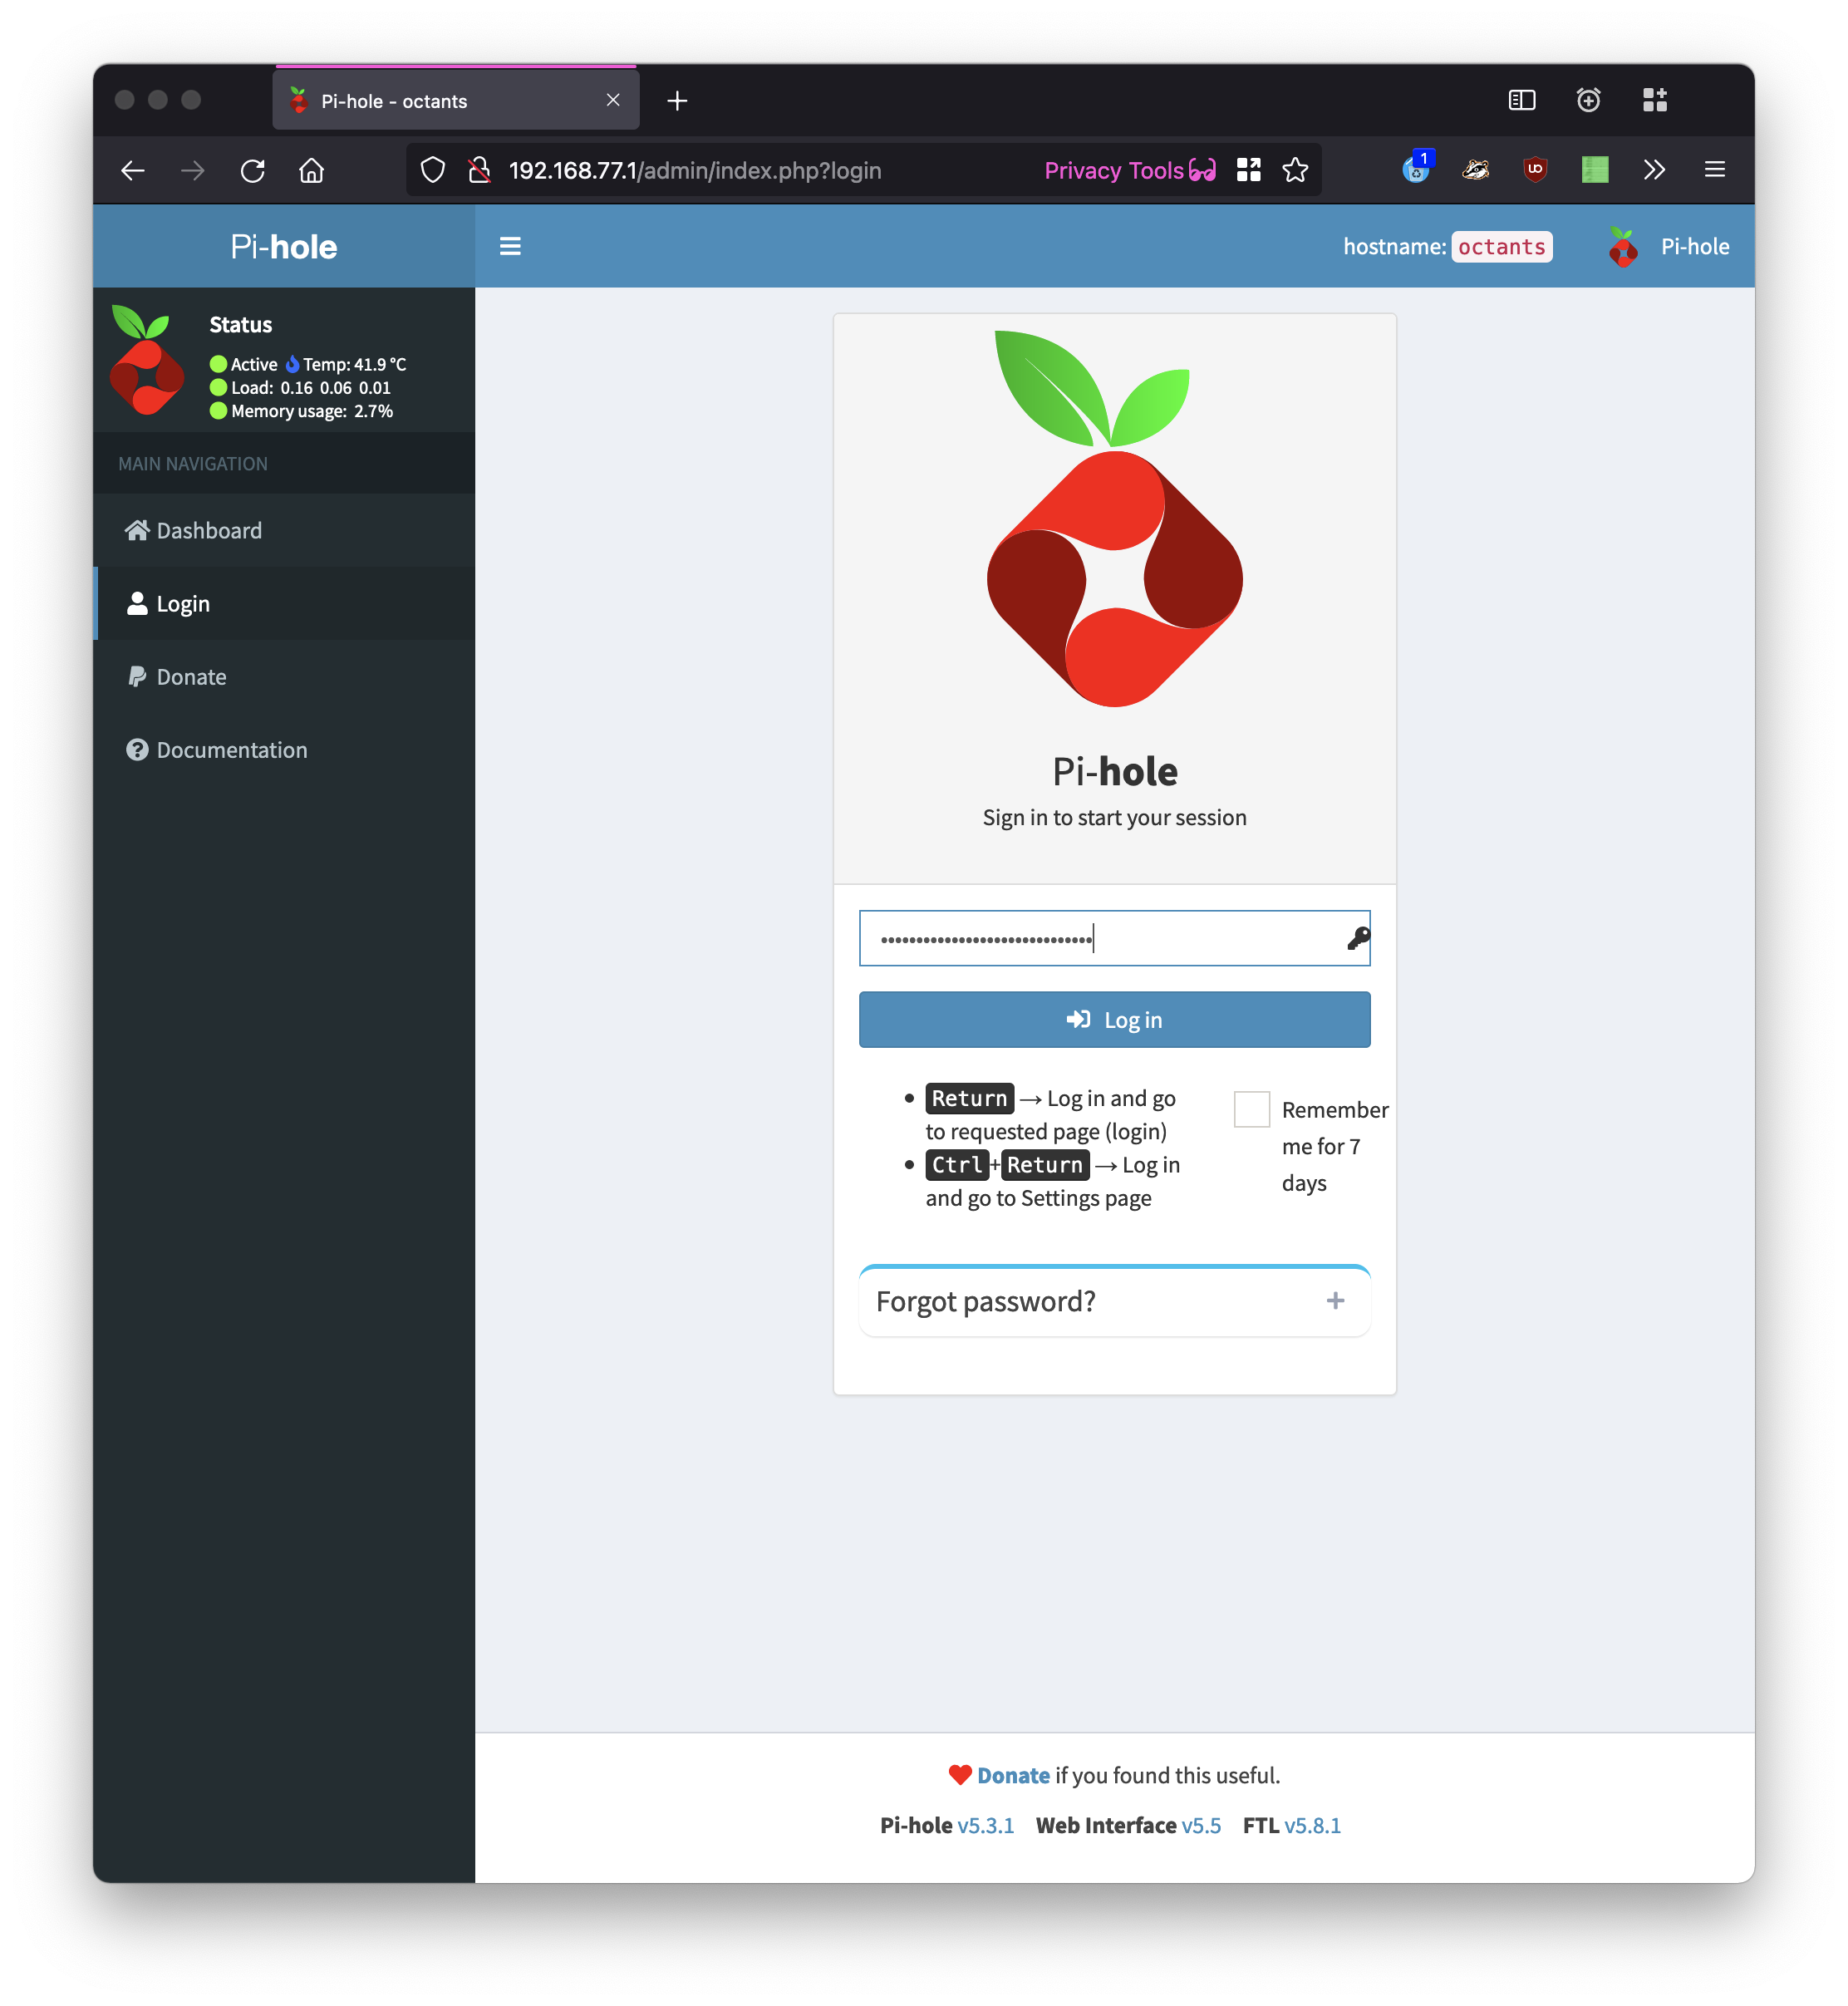 Pi-hole - octants
192.168.77.1/admin/index.php?login
Privacy Tools
1
uo
Pi-hole
hostname: octants
Pi-hole
Status
Active Temp: 41.9 °C
Load: 0.16 0.06 0.01
Memory usage: 2.7%
MAIN NAVIGATION
Dashboard
Login
Donate
Documentation
Pi-hole
Sign in to start your session
Log in
Return → Log in and go
to requested page (login)
Ctrl+Return → Log in
and go to Settings page
Remember
me for 7
days
Forgot password?
Donate if you found this useful.
Pi-hole v5.3.1 Web Interface v5.5 FTL v5.8.1